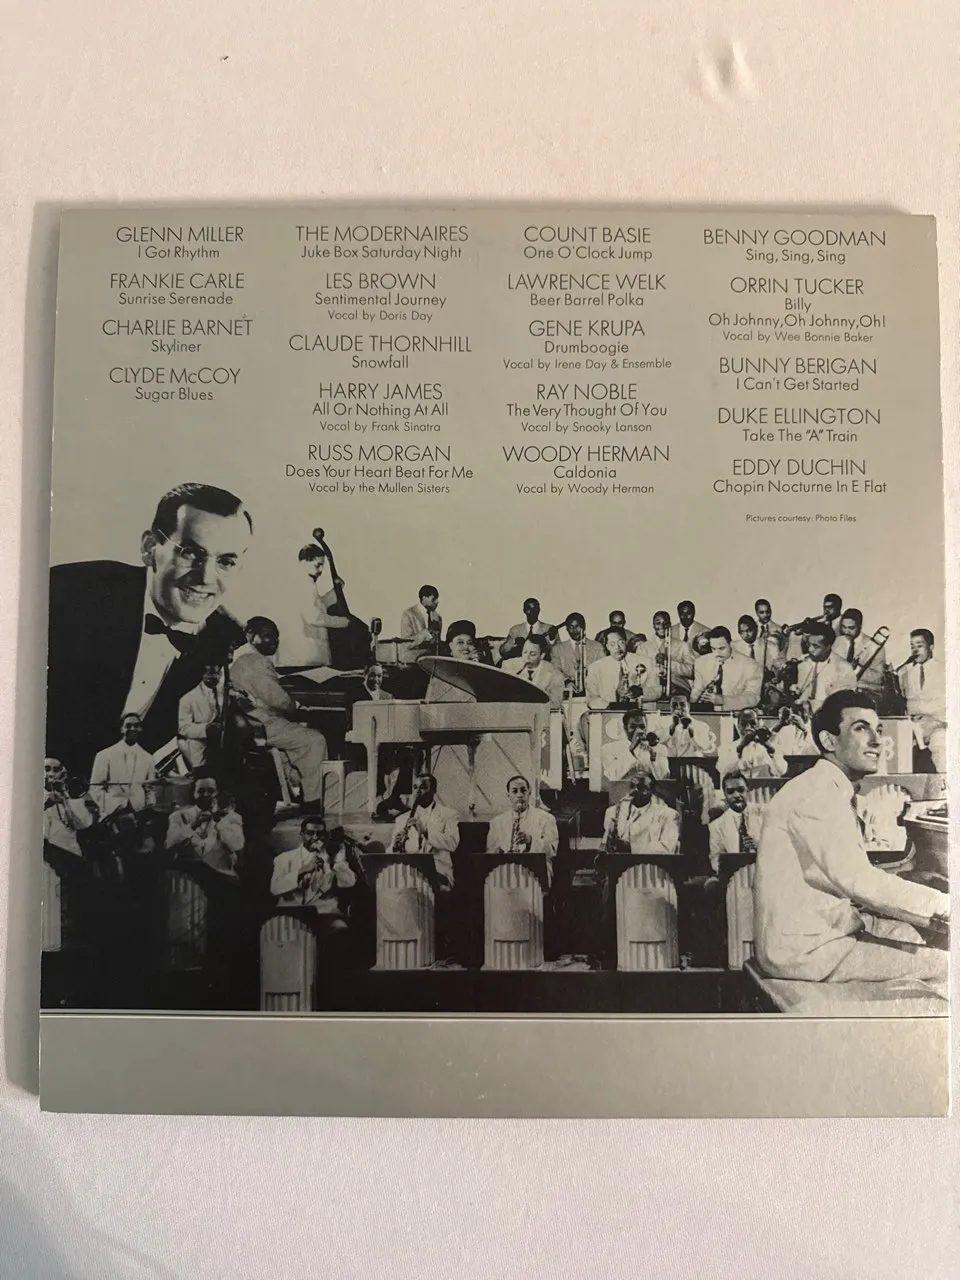 GLENN MILLER
I Got Rhythm
FRANKIE CARLE
Sunrise Serenade
CHARLIE BARNET
Skyliner
CLYDE McCOY
Sugar Blues
THE MODERNAIRES
Juke Box Saturday Night
LES BROWN
Sentimental Journey
Vocal by Doris Day
CLAUDE THORNHILL
Snowfall
HARRY JAMES
All Or Nothing At All
Vocal by Frank Sinatra
RUSS MORGAN
Does Your Heart Beat For Me
Vocal by the Mullen Sisters
COUNT BASIE
One O'Clock Jump
LAWRENCE WELK
Beer Barrel Polka
GENE KRUPA
Drumboogie
Vocal by Irene Day & Ensemble
RAY NOBLE
The Very Thought Of You
Vocal by Snooky Lanson
WOODY HERMAN
Caldonia
Vocal by Woody Herman
BENNY GOODMAN
Sing, Sing, Sing
ORRIN TUCKER
Billy
Oh Johnny, Oh Johnny, Oh!
Vocal by Wee Bonnie Baker
BUNNY BERIGAN
I Can't Get Started
DUKE ELLINGTON
Take The "A" Train
EDDY DUCHIN
Chopin Nocturne In E Flat
Pictures courtesy: Photo Files